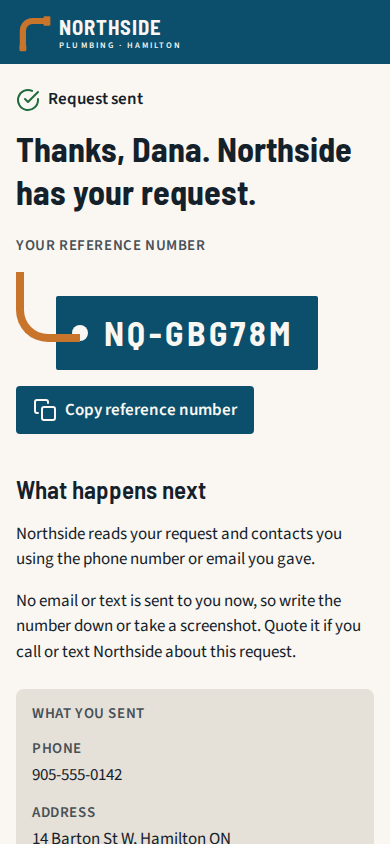 NORTHSIDE
PLUMBING · HAMILTON
Request sent
Thanks, Dana. Northside
has your request.
YOUR REFERENCE NUMBER
NQ-GBG78M
Copy reference number
What happens next
Northside reads your request and contacts you
using the phone number or email you gave.
No email or text is sent to you now, so write the
number down or take a screenshot. Quote it if you
call or text Northside about this request.
WHAT YOU SENT
PHONE
905-555-0142
ADDRESS
14 Barton St W, Hamilton ON